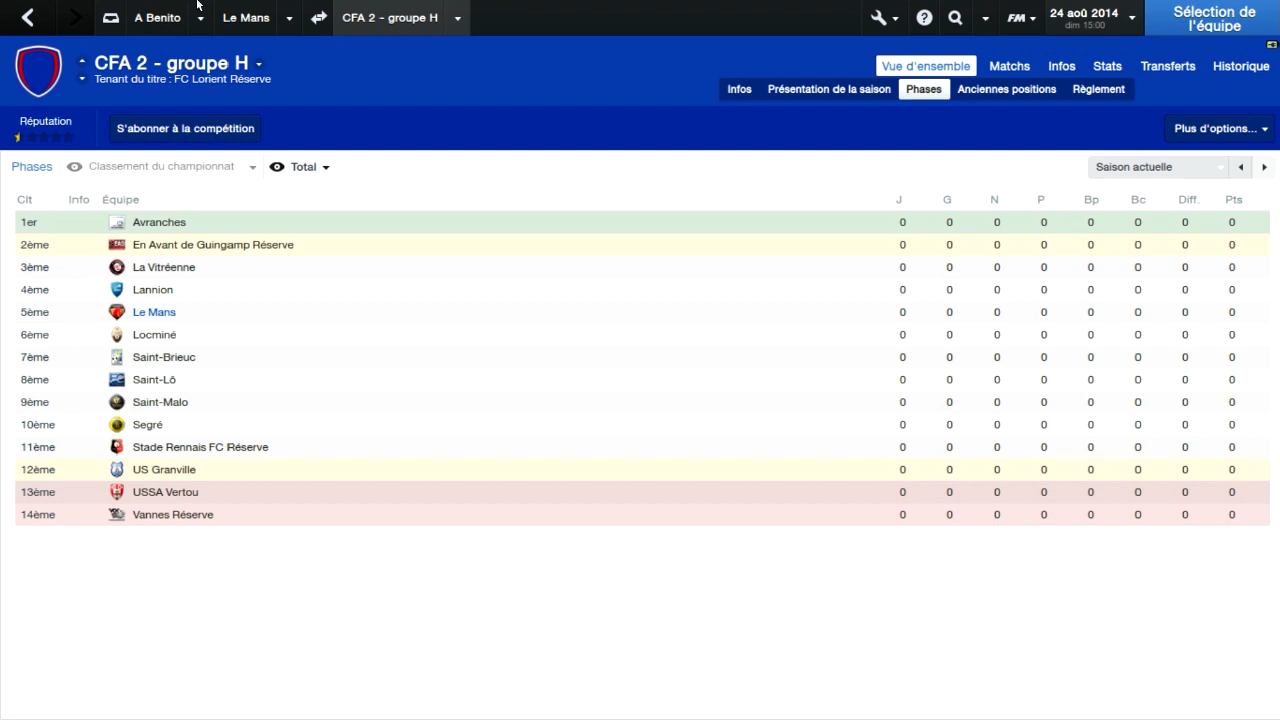 A Benito Le Mans CFA 2 - groupe H FM 24 aoû 2014 dim 15:00 Sélection de l'équipe
CFA 2 - groupe H
Tenant du titre : FC Lorient Réserve
Vue d'ensemble Matchs Infos Stats Transferts Historique
Infos Présentation de la saison Phases Anciennes positions Règlement
Réputation
S'abonner à la compétition Plus d'options...
Phases Classement du championnat Total Saison actuelle
Clt Info Équipe J G N P Bp Bc Diff. Pts
1er Avranches 0 0 0 0 0 0 0 0
2ème En Avant de Guingamp Réserve 0 0 0 0 0 0 0 0
3ème La Vitréenne 0 0 0 0 0 0 0 0
4ème Lannion 0 0 0 0 0 0 0 0
5ème Le Mans 0 0 0 0 0 0 0 0
6ème Locminé 0 0 0 0 0 0 0 0
7ème Saint-Brieuc 0 0 0 0 0 0 0 0
8ème Saint-Lô 0 0 0 0 0 0 0 0
9ème Saint-Malo 0 0 0 0 0 0 0 0
10ème Segré 0 0 0 0 0 0 0 0
11ème Stade Rennais FC Réserve 0 0 0 0 0 0 0 0
12ème US Granville 0 0 0 0 0 0 0 0
13ème USSA Vertou 0 0 0 0 0 0 0 0
14ème Vannes Réserve 0 0 0 0 0 0 0 0